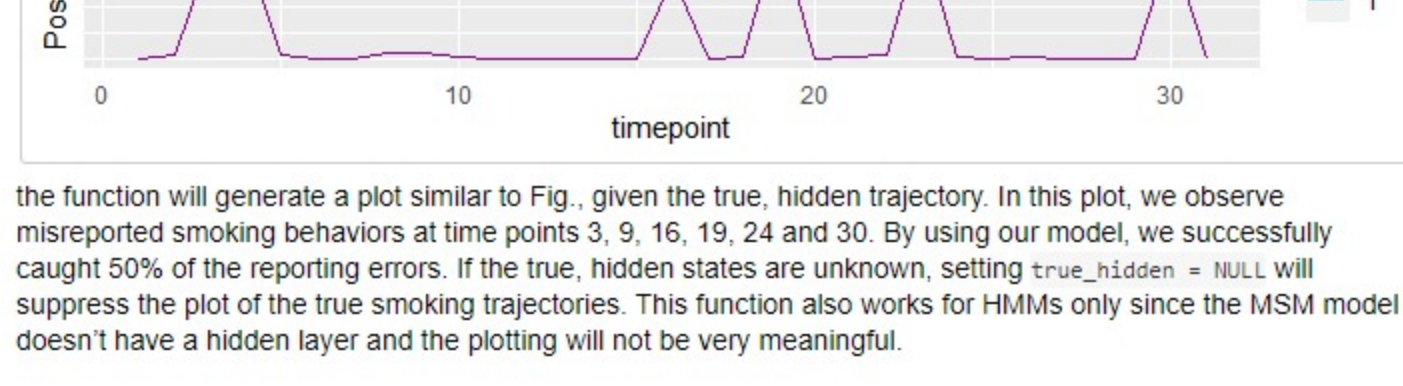 Pos
0 10 20 30
timepoint
the function will generate a plot similar to Fig., given the true, hidden trajectory. In this plot, we observe
misreported smoking behaviors at time points 3, 9, 16, 19, 24 and 30. By using our model, we successfully
caught 50% of the reporting errors. If the true, hidden states are unknown, setting true_hidden = NULL will
suppress the plot of the true smoking trajectories. This function also works for HMMs only since the MSM model
doesn’t have a hidden layer and the plotting will not be very meaningful.